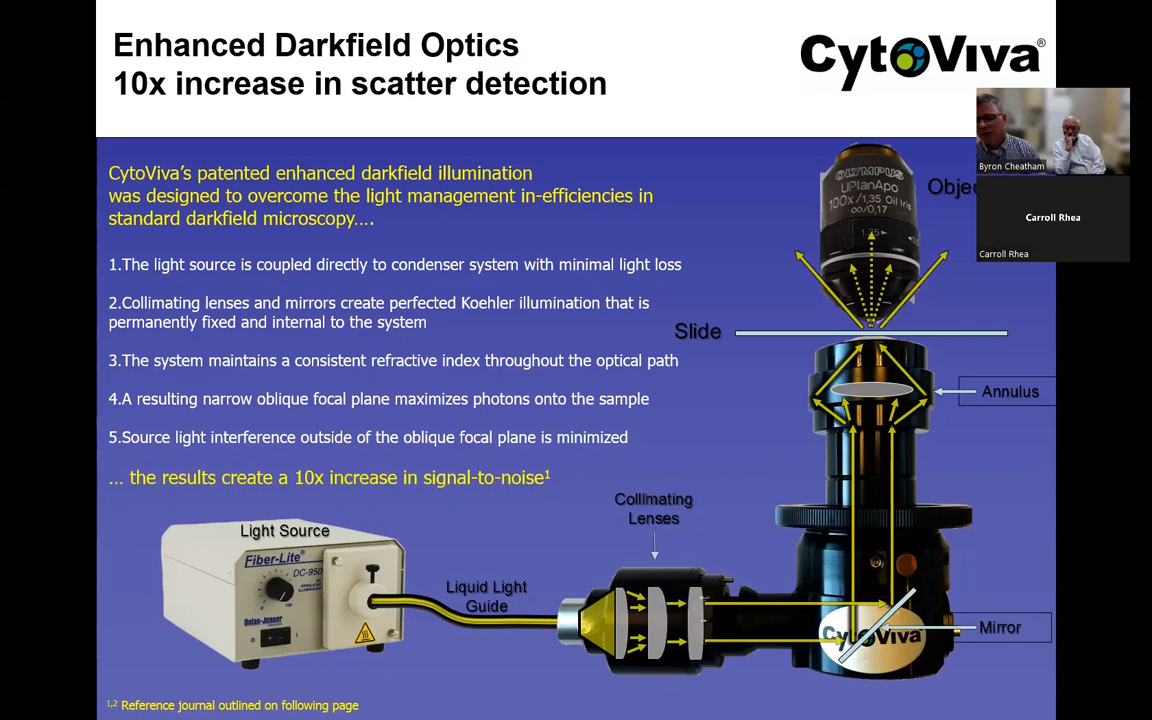 Enhanced Darkfield Optics
10x increase in scatter detection
CytoViva®
CytoViva's patented enhanced darkfield illumination
was designed to overcome the light management in-efficiencies in
standard darkfield microscopy....
1.The light source is coupled directly to condenser system with minimal light loss
2.Collimating lenses and mirrors create perfected Koehler illumination that is
permanently fixed and internal to the system
3.The system maintains a consistent refractive index throughout the optical path
4.A resulting narrow oblique focal plane maximizes photons onto the sample
5.Source light interference outside of the oblique focal plane is minimized
... the results create a 10x increase in signal-to-noise¹
OLYMPUS
UPlanApo
100x/1,35 Oil Iris
∞/0,17
1.35
Objec
Byron Cheatham
Carroll Rhea
Carroll Rhea
Slide
Annulus
Collimating
Lenses
Light Source
Fiber-Lite®
DC-950
Dolan-Jenner
Liquid Light
Guide
CytoViva
Mirror
¹,² Reference journal outlined on following page